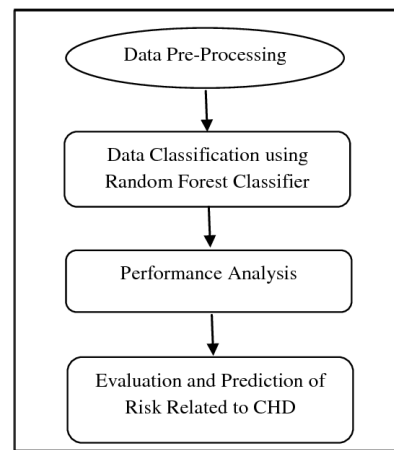 Data Pre-Processing
Data Classification using
Random Forest Classifier
Performance Analysis
Evaluation and Prediction of
Risk Related to CHD